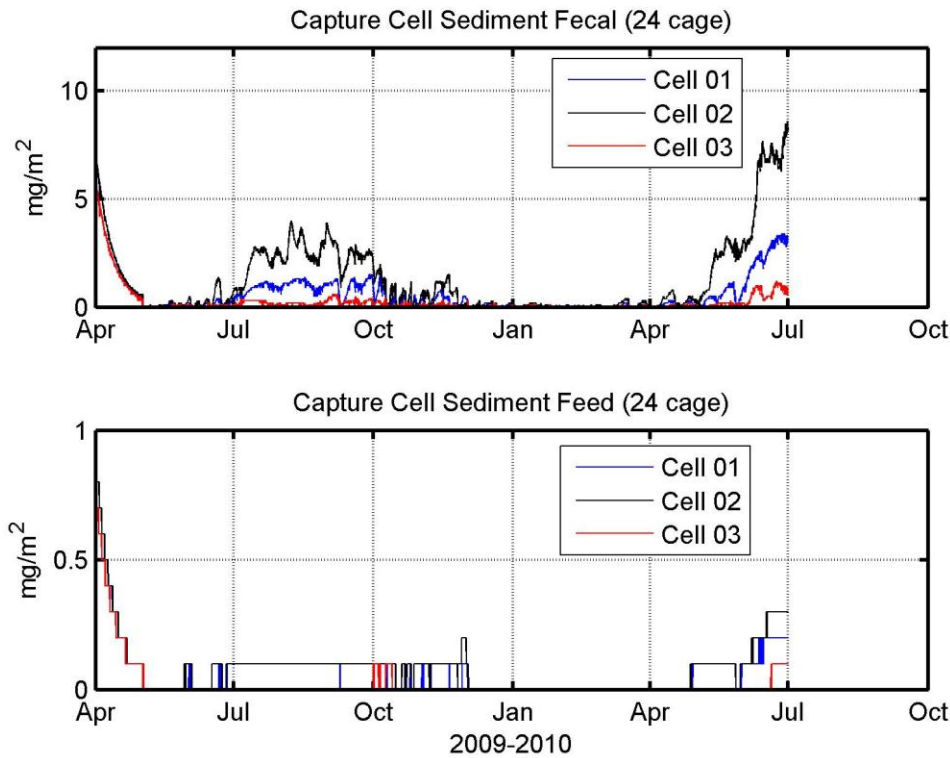 Capture Cell Sediment Fecal (24 cage)
mg/m²
10
5
0
Cell 01
Cell 02
Cell 03
Apr Jul Oct Jan Apr Jul Oct
Capture Cell Sediment Feed (24 cage)
mg/m²
1
0.5
0
Cell 01
Cell 02
Cell 03
Apr Jul Oct Jan Apr Jul Oct
2009-2010